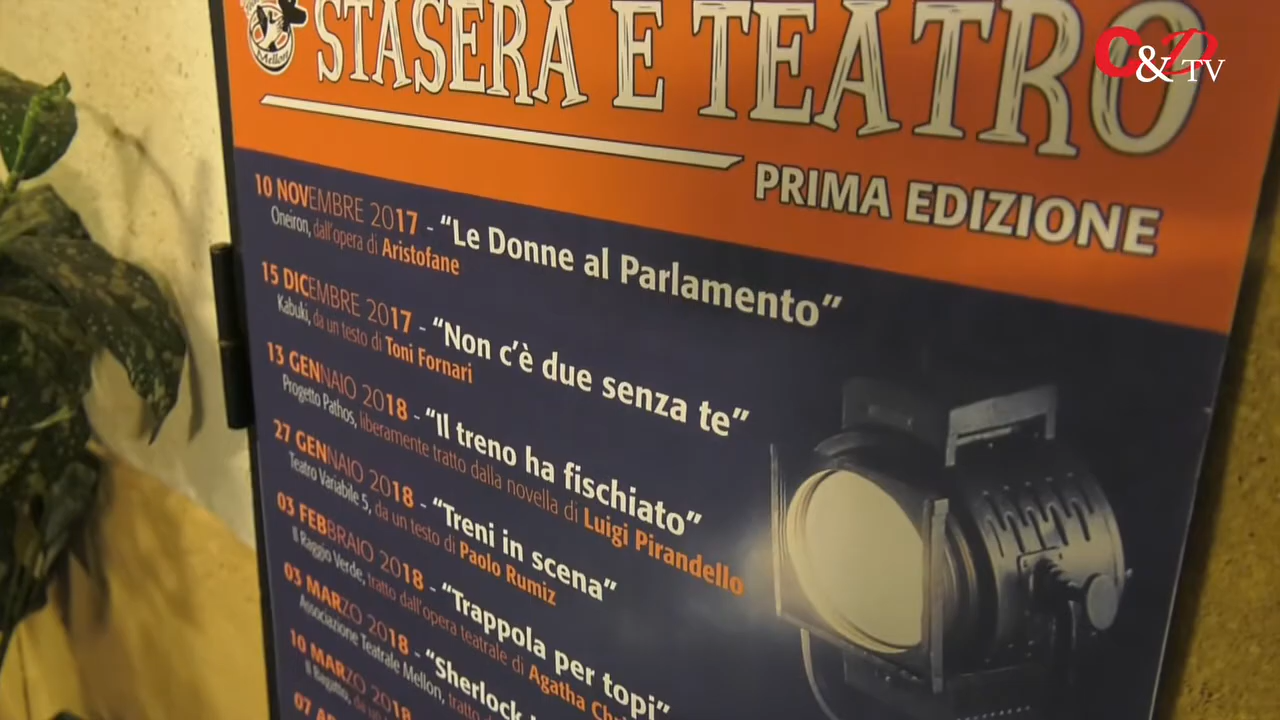 STASERA È TEATRO
Mellon
C&D TV
PRIMA EDIZIONE
10 NOVEMBRE 2017 - “Le Donne al Parlamento”
Oneiron, dall'opera di Aristofane
15 DICEMBRE 2017 - “Non c'è due senza te”
Kabuki, da un testo di Toni Fornari
13 GENNAIO 2018 - “Il treno ha fischiato”
Progetto Pathos, liberamente tratto dalla novella di Luigi Pirandello
27 GENNAIO 2018 - “Treni in scena”
Teatro Variabile 5, da un testo di Paolo Rumiz
03 FEBBRAIO 2018 - “Trappola per topi”
Il Raggio Verde, tratto dall'opera teatrale di Agatha
03 MARZO 2018 - “Sherlock
Associazione Teatrale Mellon, tratto
10 MARZO 2018
07